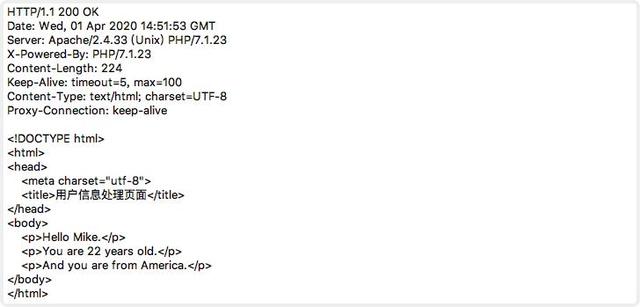 HTTP/1.1 200 OK
Date: Wed, 01 Apr 2020 14:51:53 GMT
Server: Apache/2.4.33 (Unix) PHP/7.1.23
X-Powered-By: PHP/7.1.23
Content-Length: 224
Keep-Alive: timeout=5, max=100
Content-Type: text/html; charset=UTF-8
Proxy-Connection: keep-alive

<!DOCTYPE html>
<html>
<head>
    <meta charset="utf-8">
    <title>用户信息处理页面</title>
</head>
<body>
    <p>Hello Mike.</p>
    <p>You are 22 years old.</p>
    <p>And you are from America.</p>
</body>
</html>